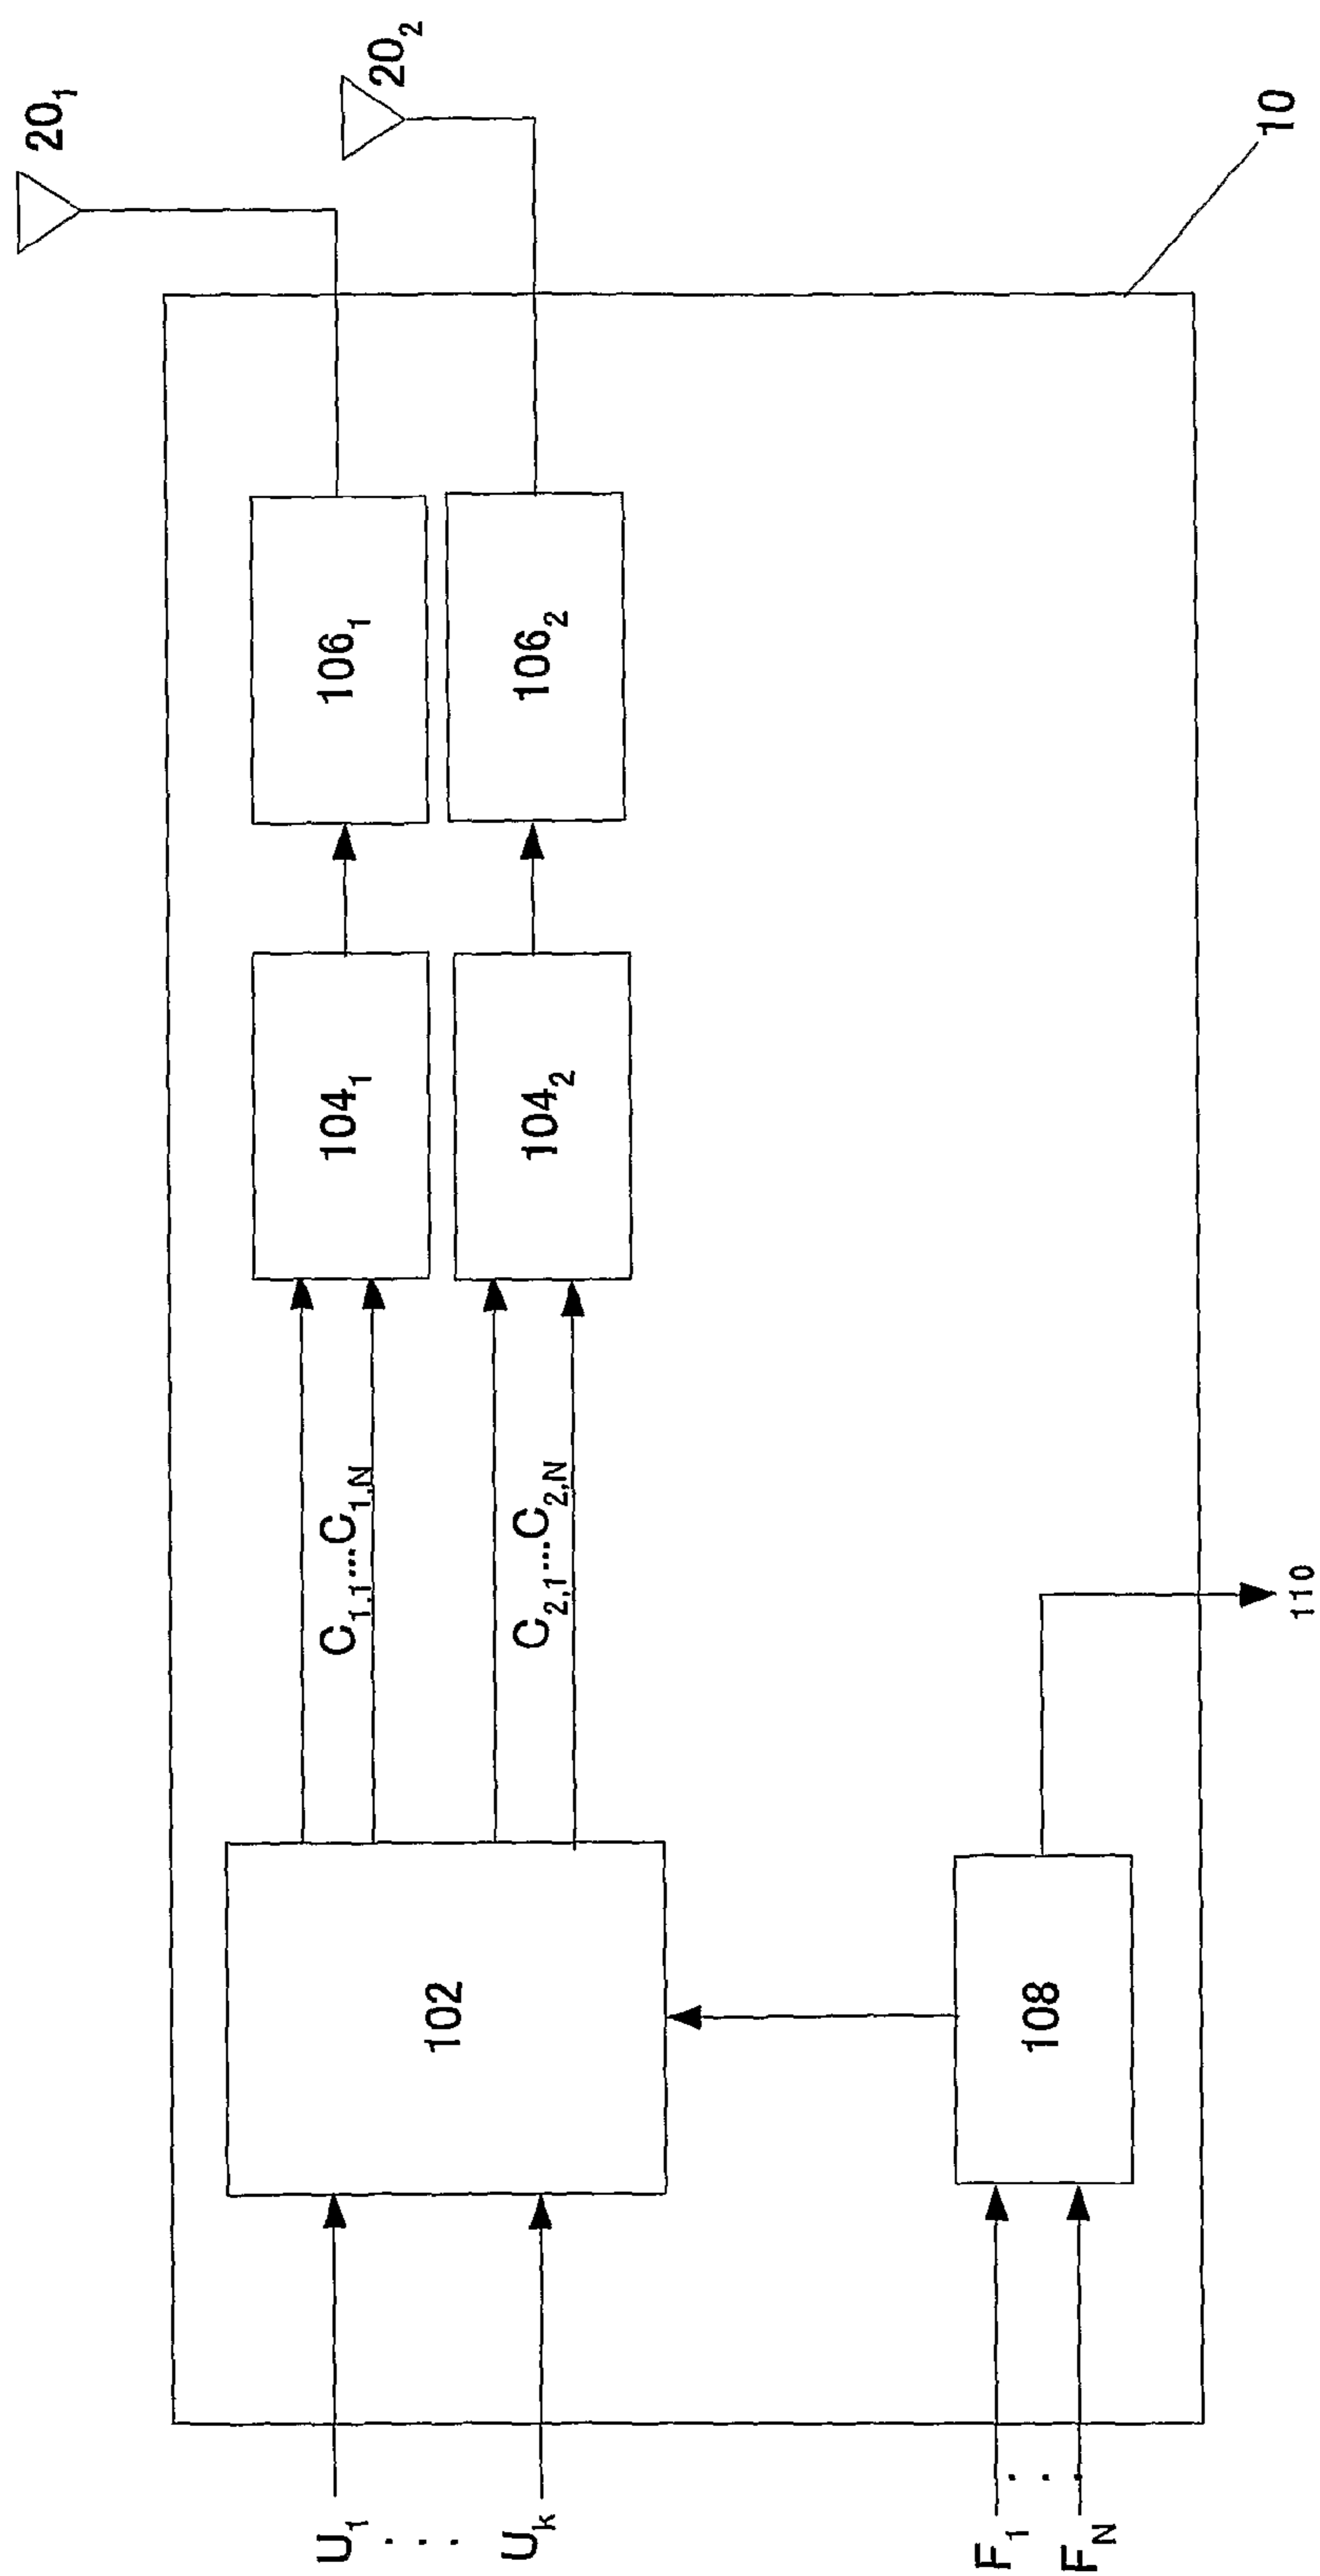 20₁
20₂
106₁
106₂
104₁
104₂
C₁,₁...C₁,N
C₂,₁...C₂,N
102
108
110
10
U₁
⋮
Uₖ
F₁
⋮
F_N